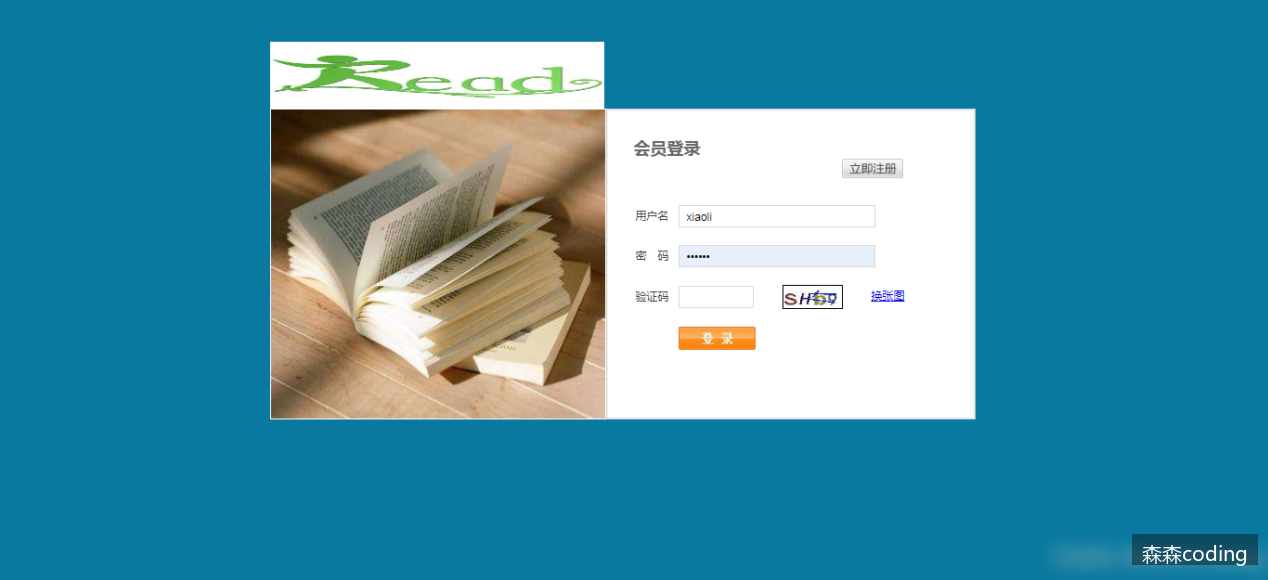 Read
会员登录
立即注册
用户名 xiaoli
密 码 ••••••
验证码 换张图
登 录
森森coding